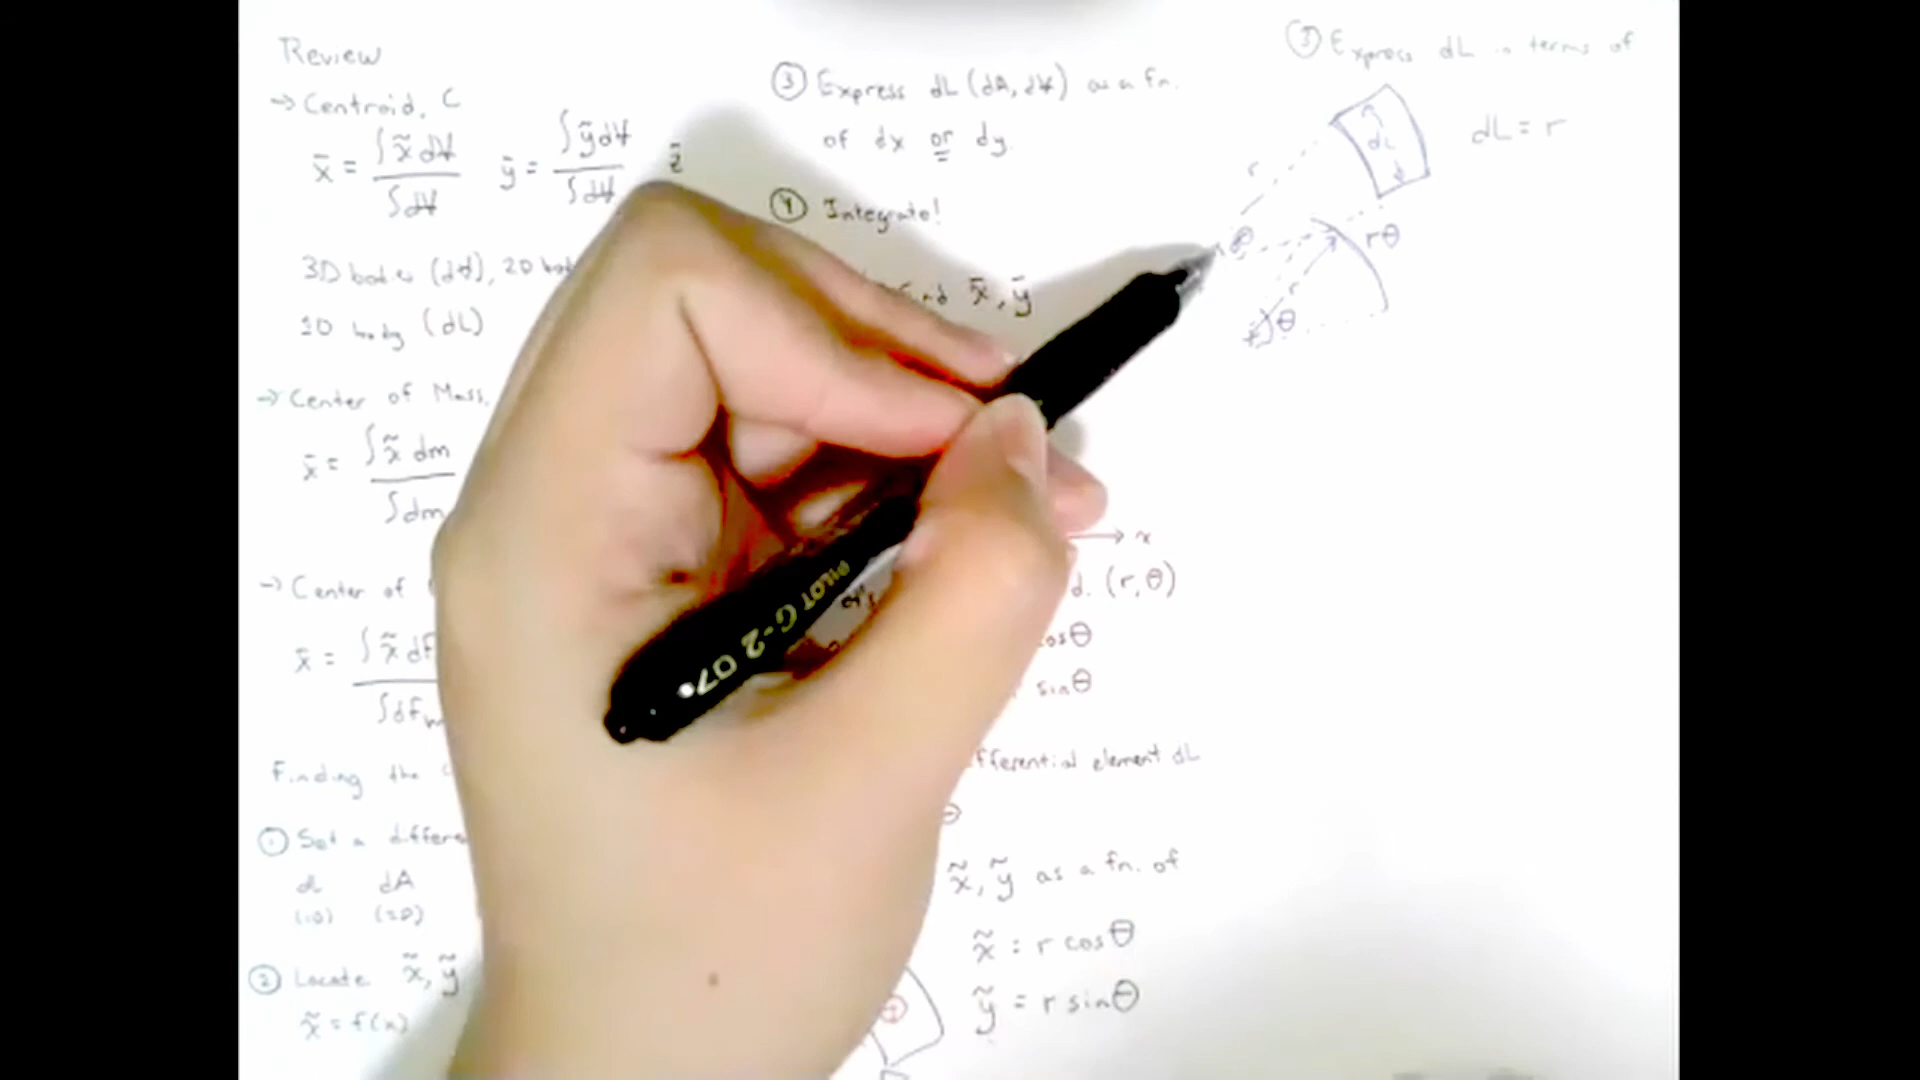 Review
→ Centroid, C
x̄ = ∫x̃dV / ∫dV ȳ = ∫ỹdV / ∫dV z̄
3D bodies (dV), 2D
1D body (dL)
→ Center of Mass,
x̄ = ∫x̃ dm / ∫dm
→ Center of
x̄ = ∫x̃ dF / ∫dFw
Finding the
① Set a
dL dA
(1D) (2D)
② Locate x̃, ỹ
x̃ = f(x)
③ Express dL (dA, dV) as a fn.
of dx or dy.
④ Integrate!
x̄, ȳ
x
(r, θ)
cosθ
sinθ
element dL
x̃, ỹ as a fn. of
x̃ = r cosθ
ỹ = r sinθ
③ Express dL in terms of
dL
dL = r
r
θ
rθ
r
θ
PILOT G-2 07